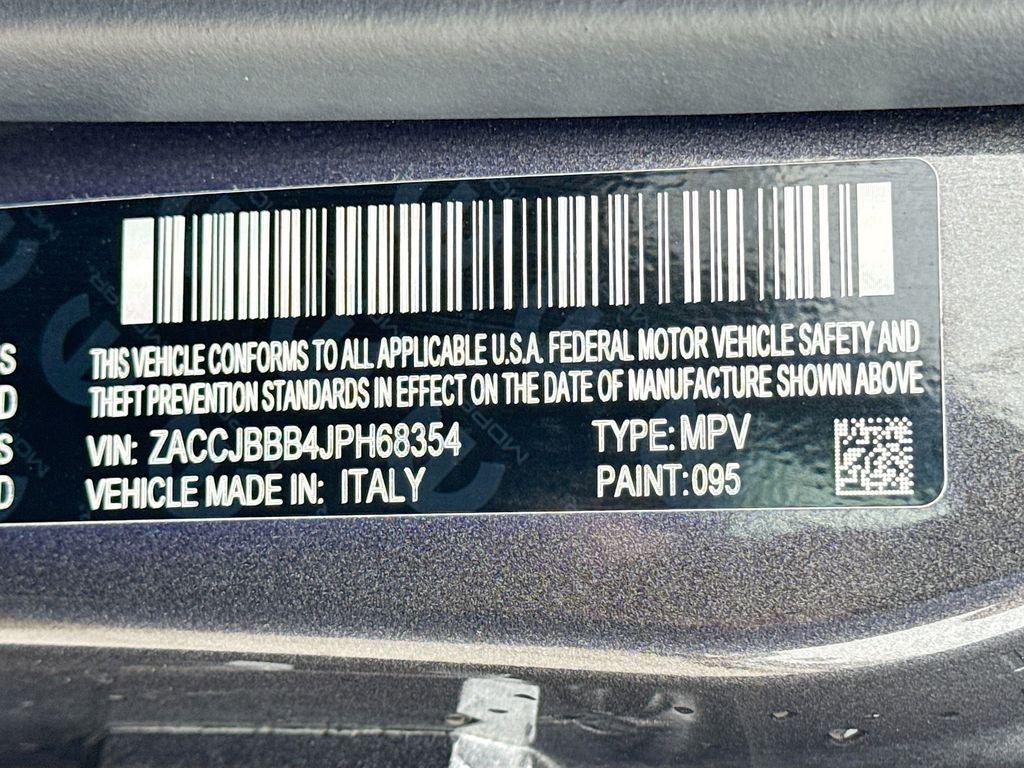 THIS VEHICLE CONFORMS TO ALL APPLICABLE U.S.A. FEDERAL MOTOR VEHICLE SAFETY AND
THEFT PREVENTION STANDARDS IN EFFECT ON THE DATE OF MANUFACTURE SHOWN ABOVE
VIN: ZACCJBBB4JPH68354 TYPE: MPV
VEHICLE MADE IN: ITALY PAINT: 095